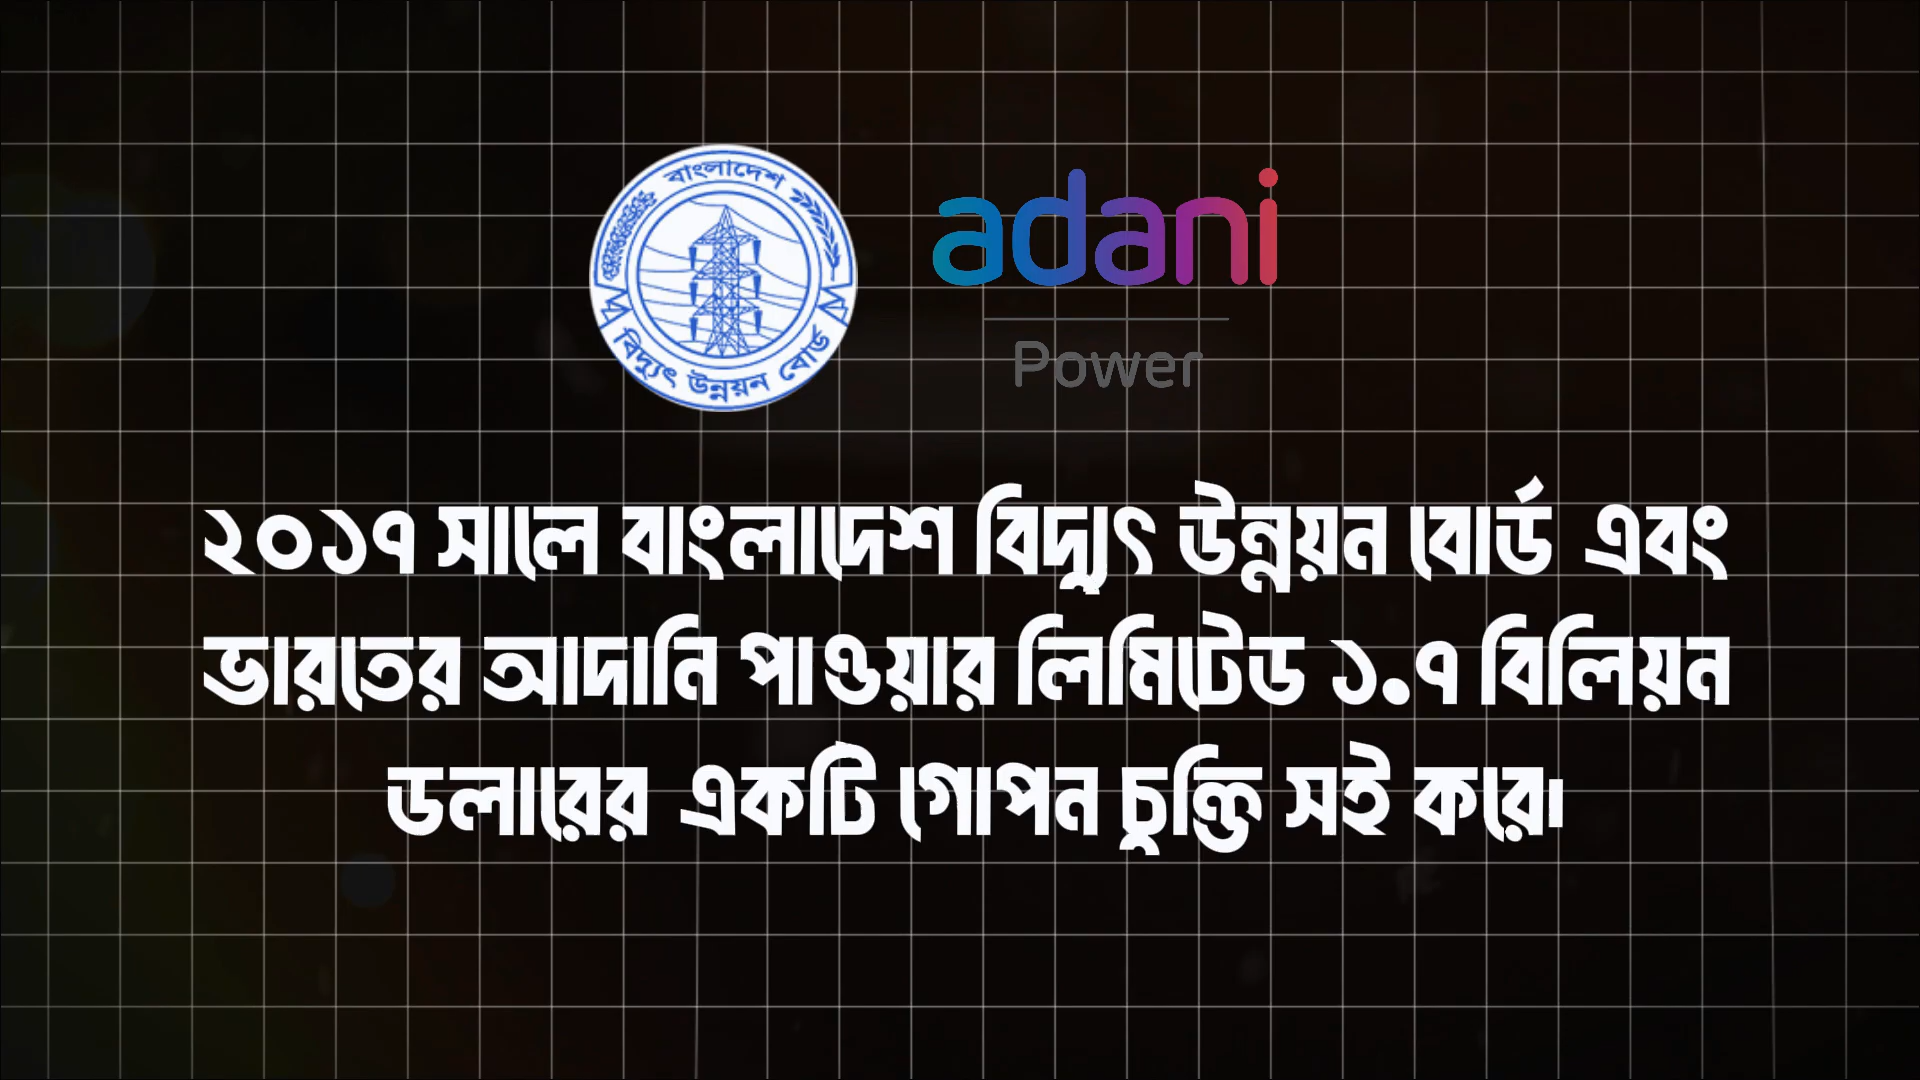 বাংলাদেশ
বিদ্যুৎ উন্নয়ন বোর্ড
adani
Power
২০১৭ সালে বাংলাদেশ বিদ্যুৎ উন্নয়ন বোর্ড এবং
ভারতের আদানি পাওয়ার লিমিটেড ১.৭ বিলিয়ন
ডলারের একটি গোপন চুক্তি সই করে।